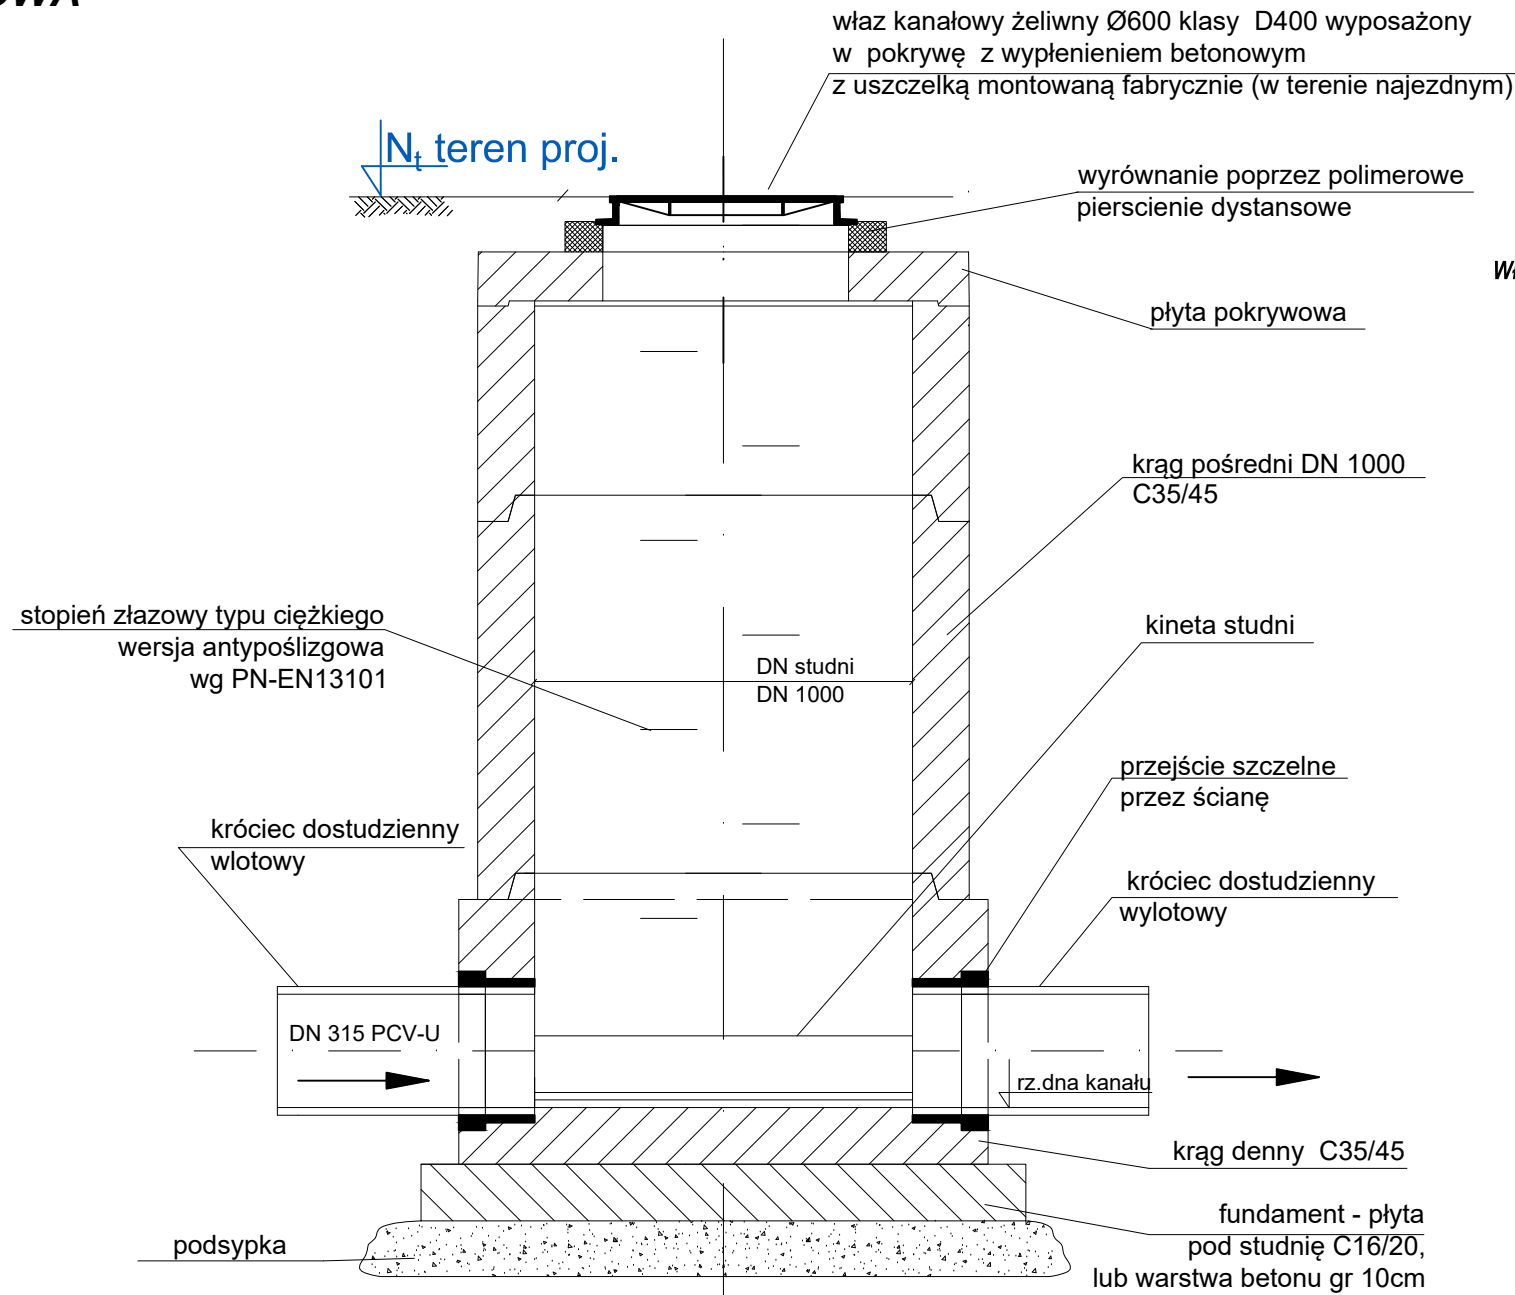 właz kanałowy żeliwny Ø600 klasy D400 wyposażony
w pokrywę z wypłenieniem betonowym
z uszczelką montowaną fabrycznie (w terenie najezdnym)
Nt teren proj.
wyrównanie poprzez polimerowe
pierscienie dystansowe
płyta pokrywowa
krąg pośredni DN 1000
C35/45
stopień złazowy typu ciężkiego
wersja antypoślizgowa
wg PN-EN13101
kineta studni
DN studni
DN 1000
przejście szczelne
przez ścianę
króciec dostudzienny
wlotowy
króciec dostudzienny
wylotowy
DN 315 PCV-U
rz.dna kanału
krąg denny C35/45
fundament - płyta
pod studnię C16/20,
lub warstwa betonu gr 10cm
podsypka